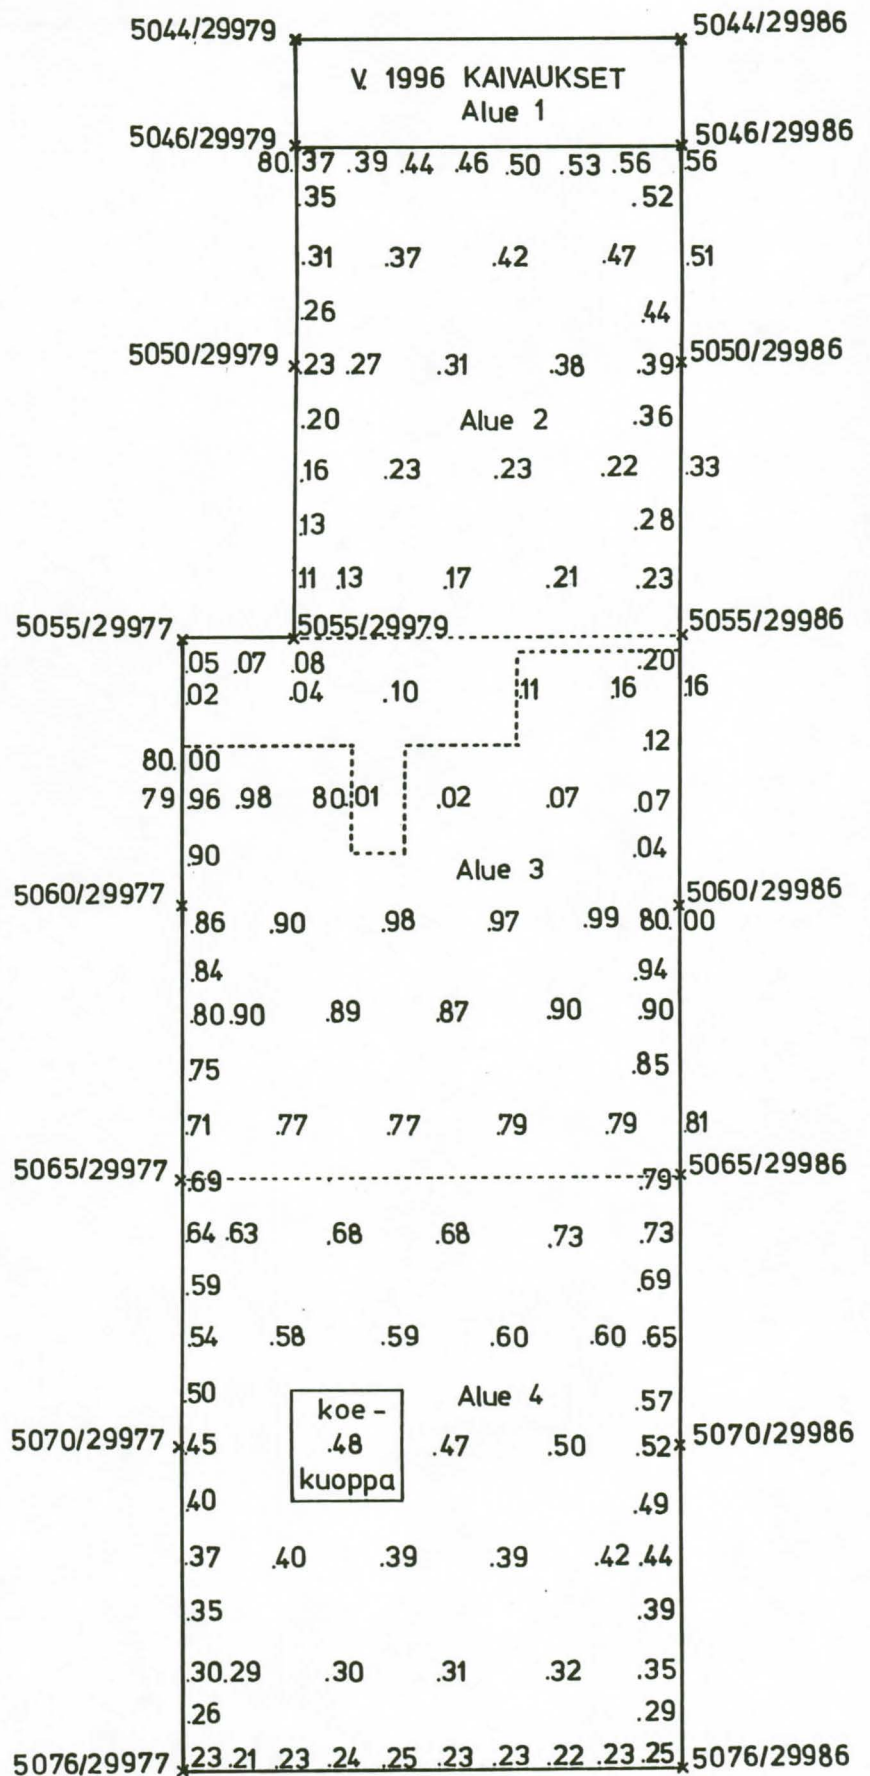 5044/29979 5044/29986
V. 1996 KAIVAUKSET
Alue 1
5046/29979 5046/29986
80.37 .39 .44 .46 .50 .53 .56 .56
.35 .52
.31 .37 .42 .47 .51
.26 .44
5050/29979 .23 .27 .31 .38 .39 5050/29986
.20 Alue 2 .36
.16 .23 .23 .22 .33
.13 .28
.11 .13 .17 .21 .23
5055/29977 5055/29979 5055/29986
.05 .07 .08 .20
.02 .04 .10 .11 .16 .16
.12
80.00
79.96 .98 80.01 .02 .07 .07
.90 .04
Alue 3
5060/29977 5060/29986
.86 .90 .98 .97 .99 80.00
.84 .94
.80 .90 .89 .87 .90 .90
.75 .85
.71 .77 .77 .79 .79 .81
5065/29977 .69 .79 5065/29986
.64 .63 .68 .68 .73 .73
.59 .69
.54 .58 .59 .60 .60 .65
.50 Alue 4 .57
koe-
5070/29977 .45 .48 .47 .50 .52 5070/29986
kuoppa
.40 .49
.37 .40 .39 .39 .42 .44
.35 .39
.30 .29 .30 .31 .32 .35
.26 .29
5076/29977 .23 .21 .23 .24 .25 .23 .23 .22 .23 .25 5076/29986